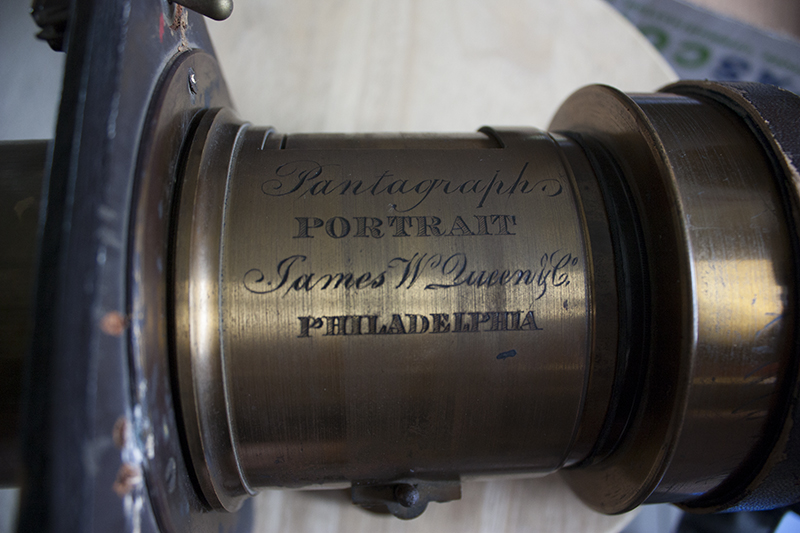 Pantagraph
PORTRAIT
James W. Queen & Co.
PHILADELPHIA